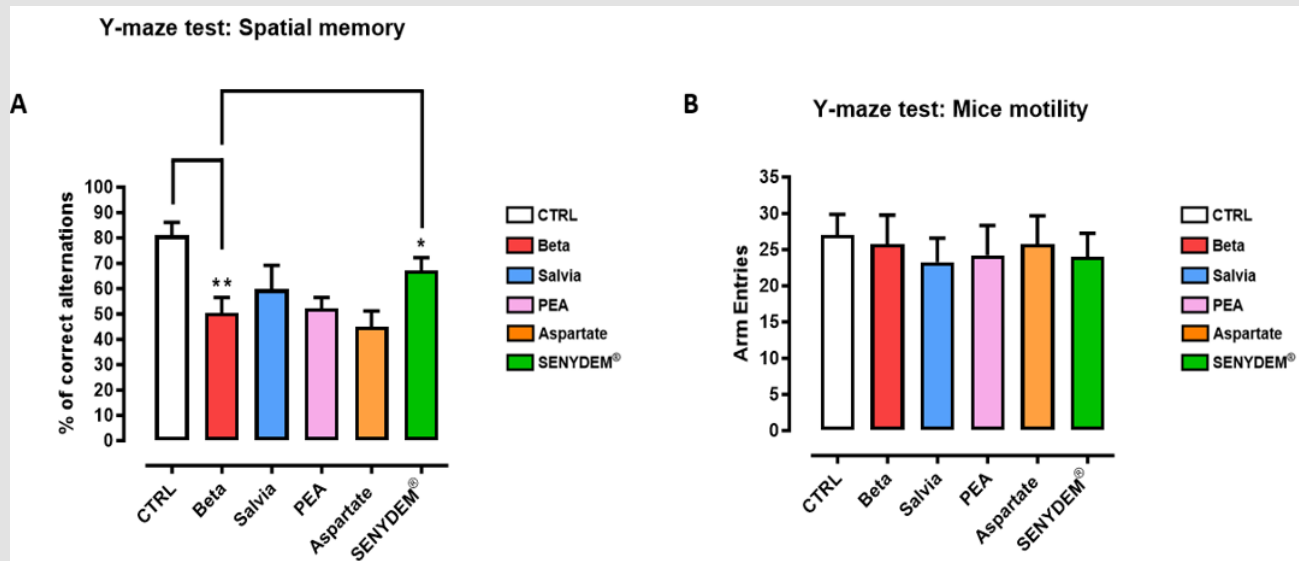 Y-maze test: Spatial memory
A
% of correct alternations
100
90
80
70
60
50
40
30
20
10
0
**
*
CTRL
Beta
Salvia
PEA
Aspartate
SENYDEM®
CTRL
Beta
Salvia
PEA
Aspartate
SENYDEM®
B
Y-maze test: Mice motility
Arm Entries
35
30
25
20
15
10
5
0
CTRL
Beta
Salvia
PEA
Aspartate
SENYDEM®
CTRL
Beta
Salvia
PEA
Aspartate
SENYDEM®